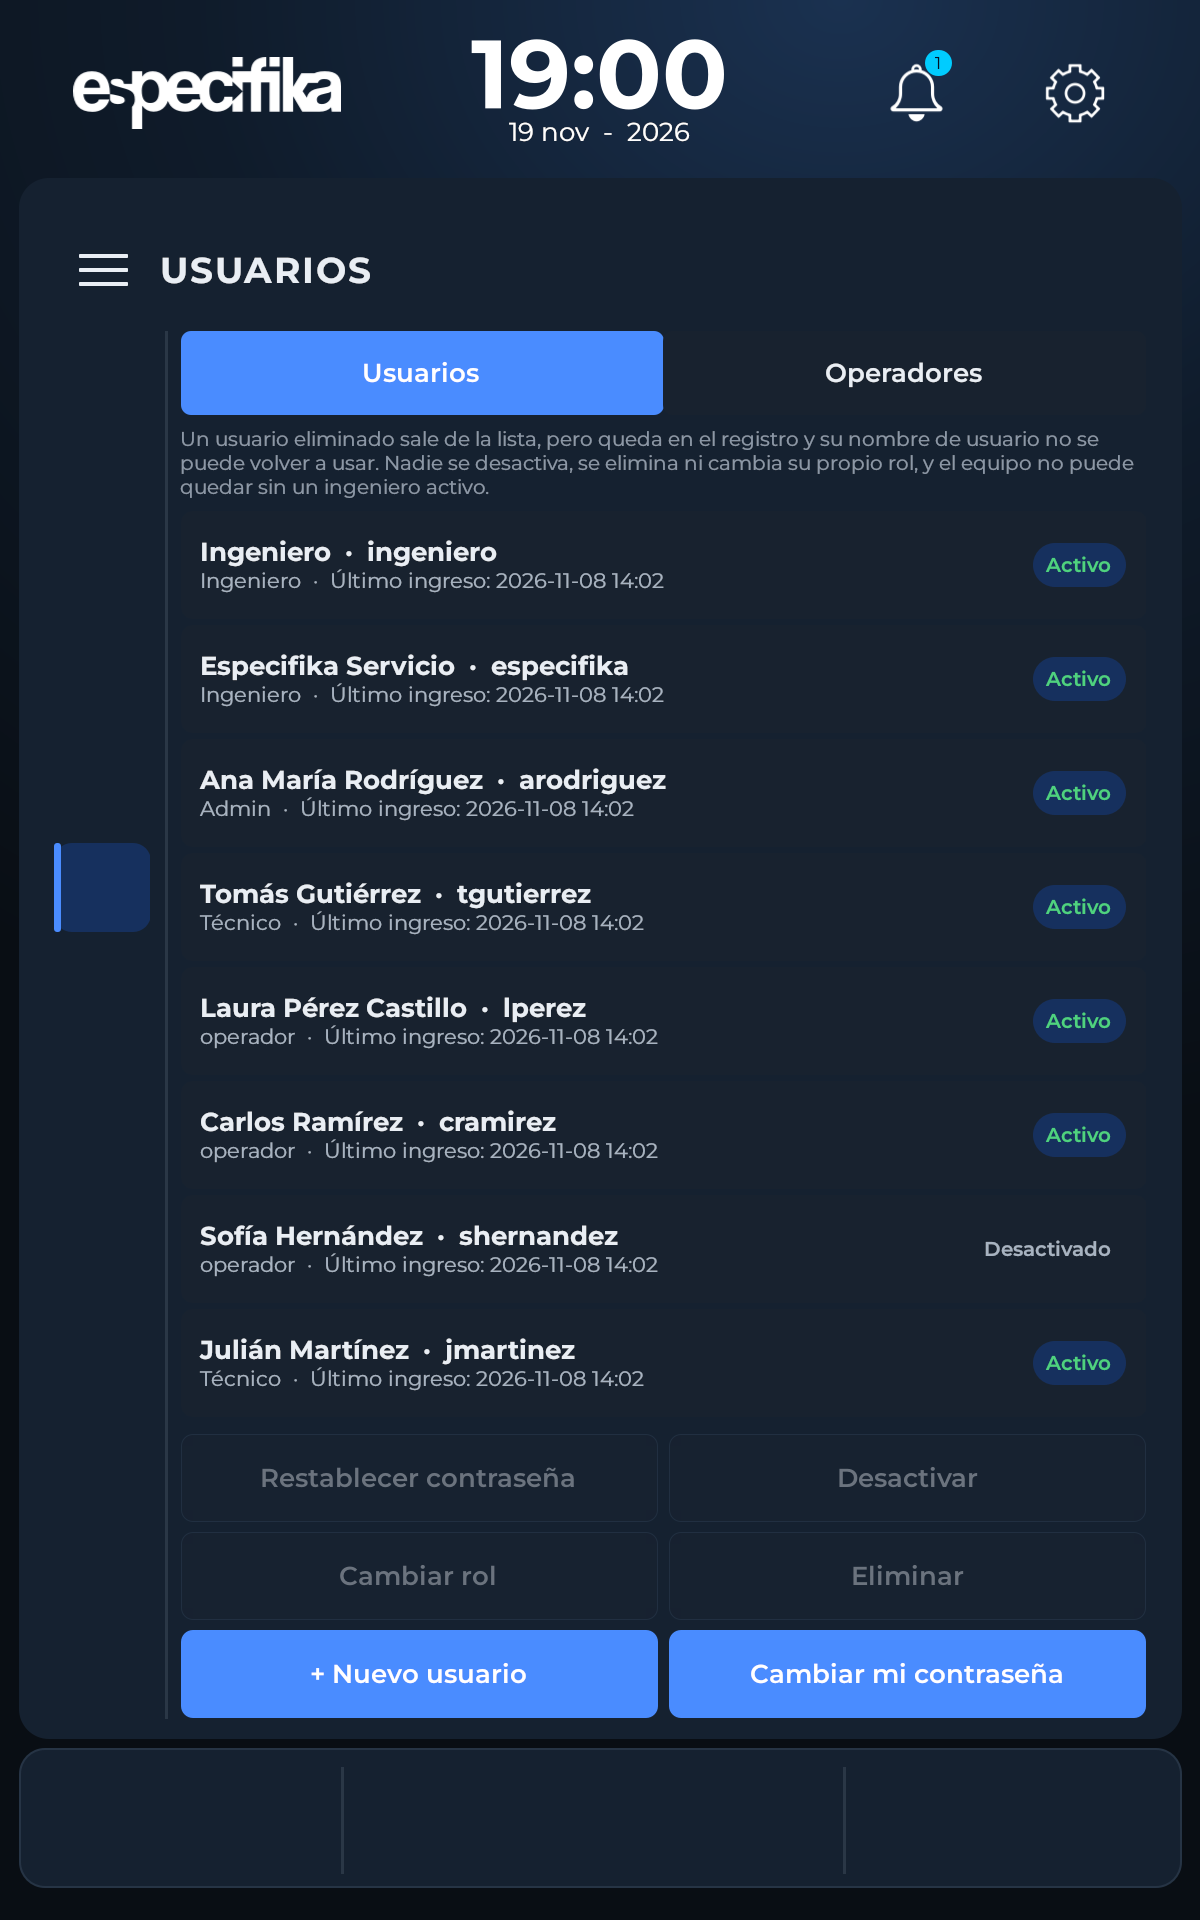 especifika
19:00
19 nov - 2026
1
USUARIOS
Usuarios
Operadores
Un usuario eliminado sale de la lista, pero queda en el registro y su nombre de usuario no se
puede volver a usar. Nadie se desactiva, se elimina ni cambia su propio rol, y el equipo no puede
quedar sin un ingeniero activo.
Ingeniero · ingeniero
Ingeniero · Último ingreso: 2026-11-08 14:02
Activo
Especifika Servicio · especifika
Ingeniero · Último ingreso: 2026-11-08 14:02
Activo
Ana María Rodríguez · arodriguez
Admin · Último ingreso: 2026-11-08 14:02
Activo
Tomás Gutiérrez · tgutierrez
Técnico · Último ingreso: 2026-11-08 14:02
Activo
Laura Pérez Castillo · lperez
operador · Último ingreso: 2026-11-08 14:02
Activo
Carlos Ramírez · cramirez
operador · Último ingreso: 2026-11-08 14:02
Activo
Sofía Hernández · shernandez
operador · Último ingreso: 2026-11-08 14:02
Desactivado
Julián Martínez · jmartinez
Técnico · Último ingreso: 2026-11-08 14:02
Activo
Restablecer contraseña
Desactivar
Cambiar rol
Eliminar
+ Nuevo usuario
Cambiar mi contraseña